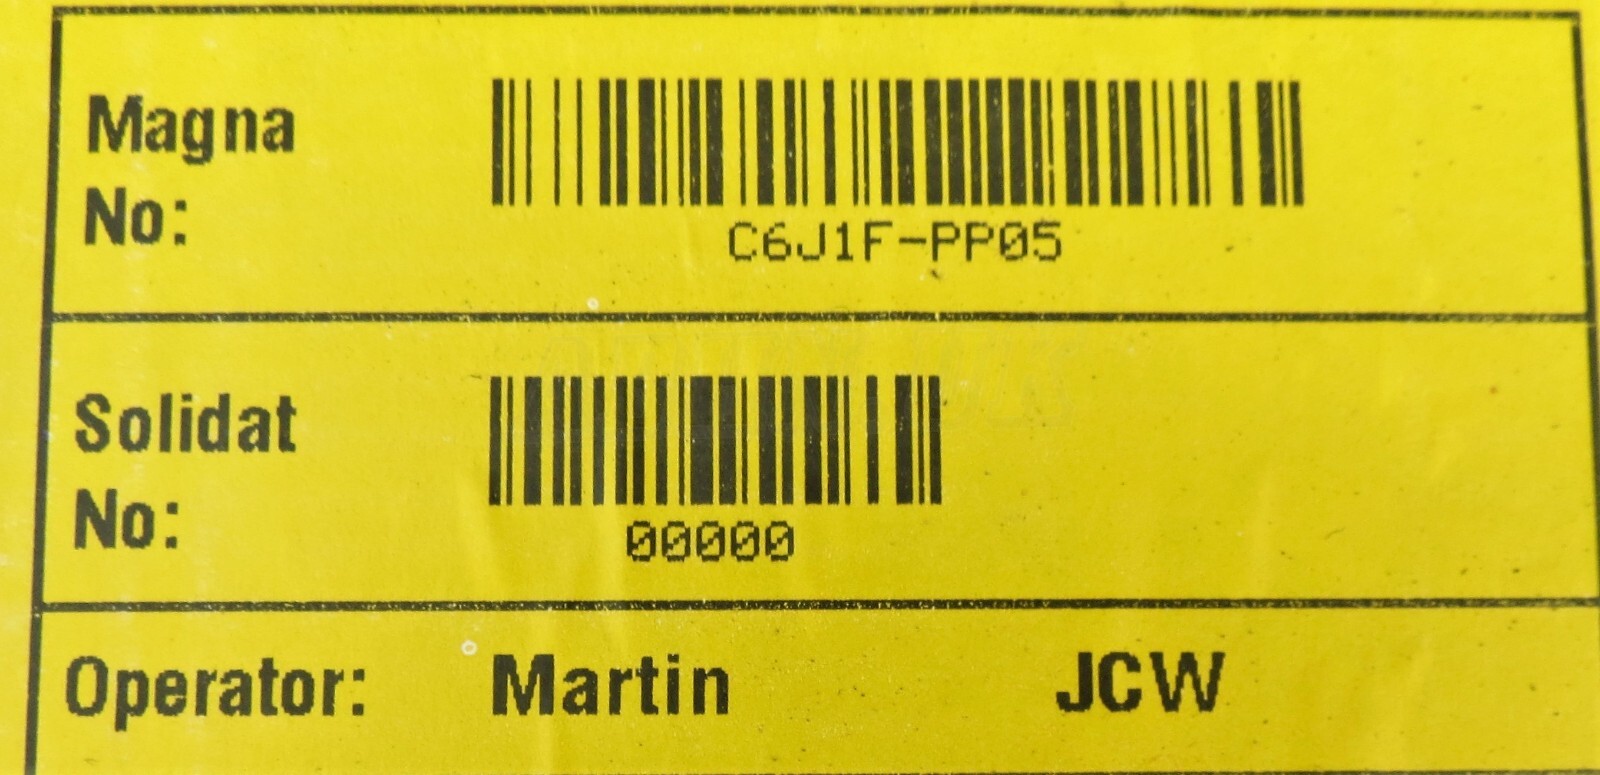 Magna
No:
C6J1F-PP05
Solidat
No:
00000
Operator: Martin JCW